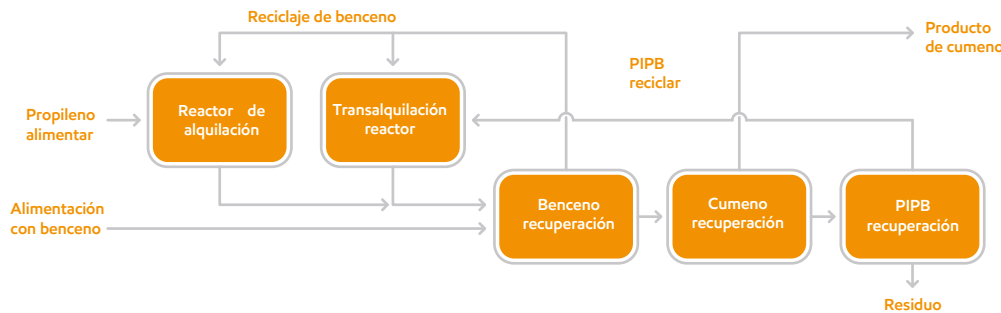 Reciclaje de benceno
Producto
de cumeno
PIPB
reciclar
Propileno
alimentar
Reactor de
alquilación
Transalquilación
reactor
Alimentación
con benceno
Benceno
recuperación
Cumeno
recuperación
PIPB
recuperación
Residuo